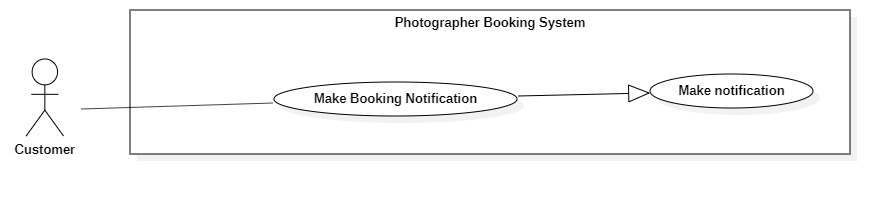 Photographer Booking System
Make Booking Notification
Make notification
Customer